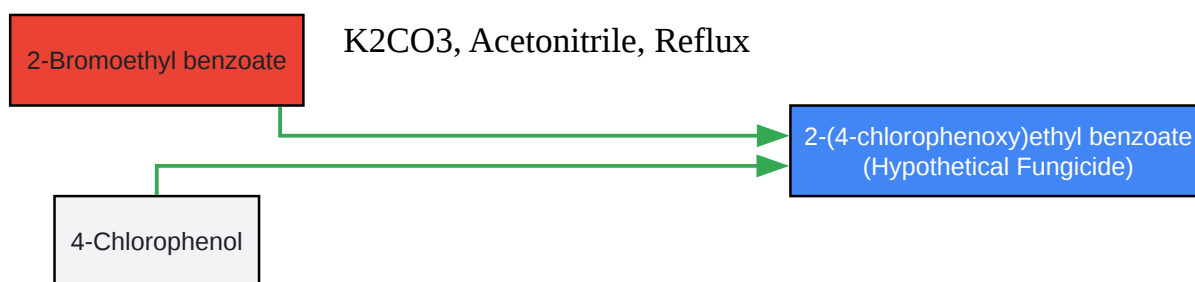 2-Bromoethyl benzoate
K2CO3, Acetonitrile, Reflux
2-(4-chlorophenoxy)ethyl benzoate
(Hypothetical Fungicide)
4-Chlorophenol